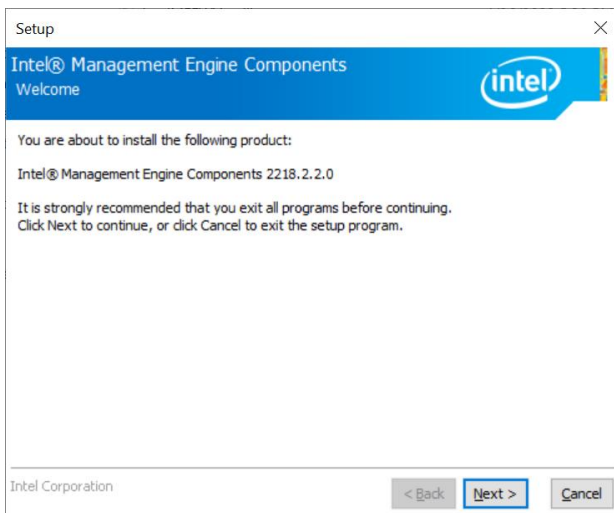 Setup
Intel® Management Engine Components
Welcome
intel
You are about to install the following product:
Intel® Management Engine Components 2218.2.2.0
It is strongly recommended that you exit all programs before continuing.
Click Next to continue, or click Cancel to exit the setup program.
Intel Corporation
< Back
Next >
Cancel